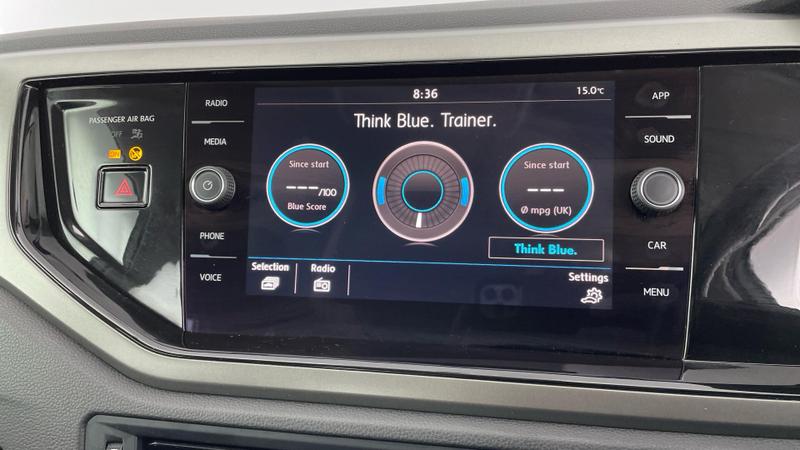 PASSENGER AIR BAG
OFF
ON
RADIO
MEDIA
PHONE
VOICE
8:36
15.0°C
Think Blue. Trainer.
Since start
---/100
Blue Score
Since start
---
Ø mpg (UK)
Think Blue.
Selection
Radio
Settings
APP
SOUND
CAR
MENU